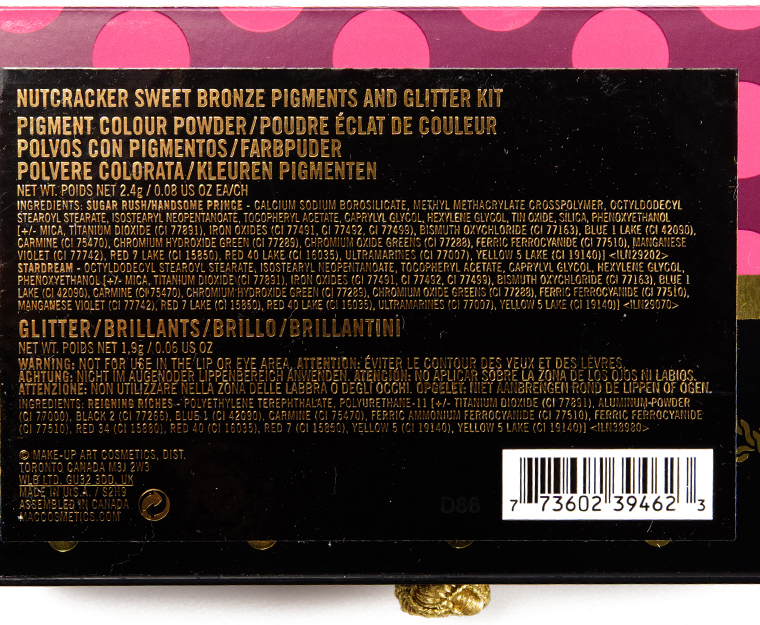 NUTCRACKER SWEET BRONZE PIGMENTS AND GLITTER KIT
PIGMENT COLOUR POWDER/POUDRE ÉCLAT DE COULEUR
POLVOS CON PIGMENTOS/FARBPUDER
POLVERE COLORATA/KLEUREN PIGMENTEN
NET WT. POIDS NET 2.4g / 0.08 US OZ EA/CH
INGREDIENTS: SUGAR RUSH/HANDSOME PRINCE - CALCIUM SODIUM BOROSILICATE, METHYL METHACRYLATE CROSSPOLYMER, OCTYLDODECYL
STEAROYL STEARATE, ISOSTEARYL NEOPENTANOATE, TOCOPHERYL ACETATE, CAPRYLYL GLYCOL, HEXYLENE GLYCOL, TIN OXIDE, SILICA, PHENOXYETHANOL
[+/- MICA, TITANIUM DIOXIDE (CI 77891), IRON OXIDES (CI 77491, CI 77492, CI 77499), BISMUTH OXYCHLORIDE (CI 77163), BLUE 1 LAKE (CI 42090),
CARMINE (CI 75470), CHROMIUM HYDROXIDE GREEN (CI 77289), CHROMIUM OXIDE GREENS (CI 77288), FERRIC FERROCYANIDE (CI 77510), MANGANESE
VIOLET (CI 77742), RED 7 LAKE (CI 15850), RED 40 LAKE (CI 16035), ULTRAMARINES (CI 77007), YELLOW 5 LAKE (CI 19140)] <ILN29202>
STARDREAM - OCTYLDODECYL STEAROYL STEARATE, ISOSTEARYL NEOPENTANOATE, TOCOPHERYL ACETATE, CAPRYLYL GLYCOL, HEXYLENE GLYCOL,
PHENOXYETHANOL [+/- MICA, TITANIUM DIOXIDE (CI 77891), IRON OXIDES (CI 77491, CI 77492, CI 77499), BISMUTH OXYCHLORIDE (CI 77163), BLUE 1
LAKE (CI 42090), CARMINE (CI 75470), CHROMIUM HYDROXIDE GREEN (CI 77289), CHROMIUM OXIDE GREENS (CI 77288), FERRIC FERROCYANIDE (CI 77510),
MANGANESE VIOLET (CI 77742), RED 7 LAKE (CI 15850), RED 40 LAKE (CI 16035), ULTRAMARINES (CI 77007), YELLOW 5 LAKE (CI 19140)] <ILN29070>
GLITTER/BRILLANTS/BRILLO/BRILLANTINI
NET WT. POIDS NET 1.9g / 0.06 US OZ
WARNING: NOT FOR USE IN THE LIP OR EYE AREA. ATTENTION: ÉVITER LE CONTOUR DES YEUX ET DES LÈVRES.
ACHTUNG: NICHT IM AUGENODER LIPPENBEREICH ANWENDEN. ATENCIÓN: NO APLICAR SOBRE LA ZONA DE LOS OJOS NI LABIOS.
ATTENZIONE: NON UTILIZZARE NELLA ZONA DELLE LABBRA O DEGLI OCCHI. OPGELET: NIET AANBRENGEN ROND DE LIPPEN OF OGEN.
INGREDIENTS: REIGNING RICHES - POLYETHYLENE TEREPHTHALATE, POLYURETHANE-11 [+/- TITANIUM DIOXIDE (CI 77891), ALUMINUM POWDER
(CI 77000), BLACK 2 (CI 77266), BLUE 1 (CI 42090), CARMINE (CI 75470), FERRIC AMMONIUM FERROCYANIDE (CI 77510), FERRIC FERROCYANIDE
(CI 77510), RED 34 (CI 15880), RED 40 (CI 16035), RED 7 (CI 15850), YELLOW 5 (CI 19140), YELLOW 5 LAKE (CI 19140)] <ILN28980>
© MAKE-UP ART COSMETICS, DIST.
TORONTO CANADA M3J 2W3
WLB LTD. GU32 3DD, UK
MADE IN U.S.A. / S2H9
ASSEMBLED IN CANADA
MACCOSMETICS.COM
D86
7 73602 39462 3